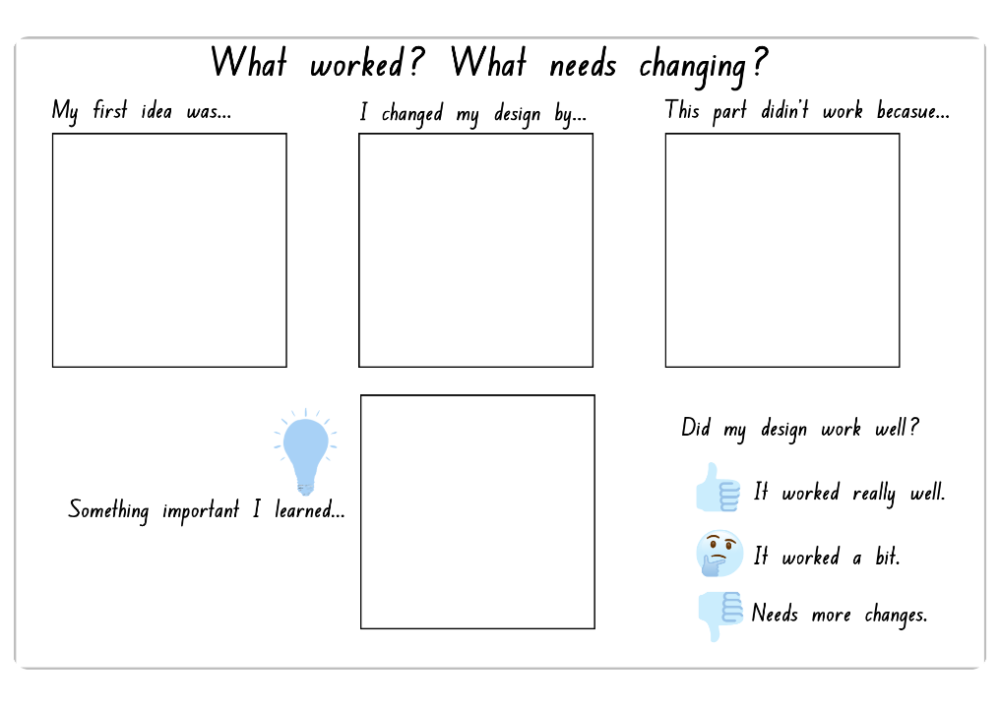 What worked? What needs changing?
My first idea was...
I changed my design by...
This part didin't work becasue...
Something important I learned...
Did my design work well?
It worked really well.
It worked a bit.
Needs more changes.